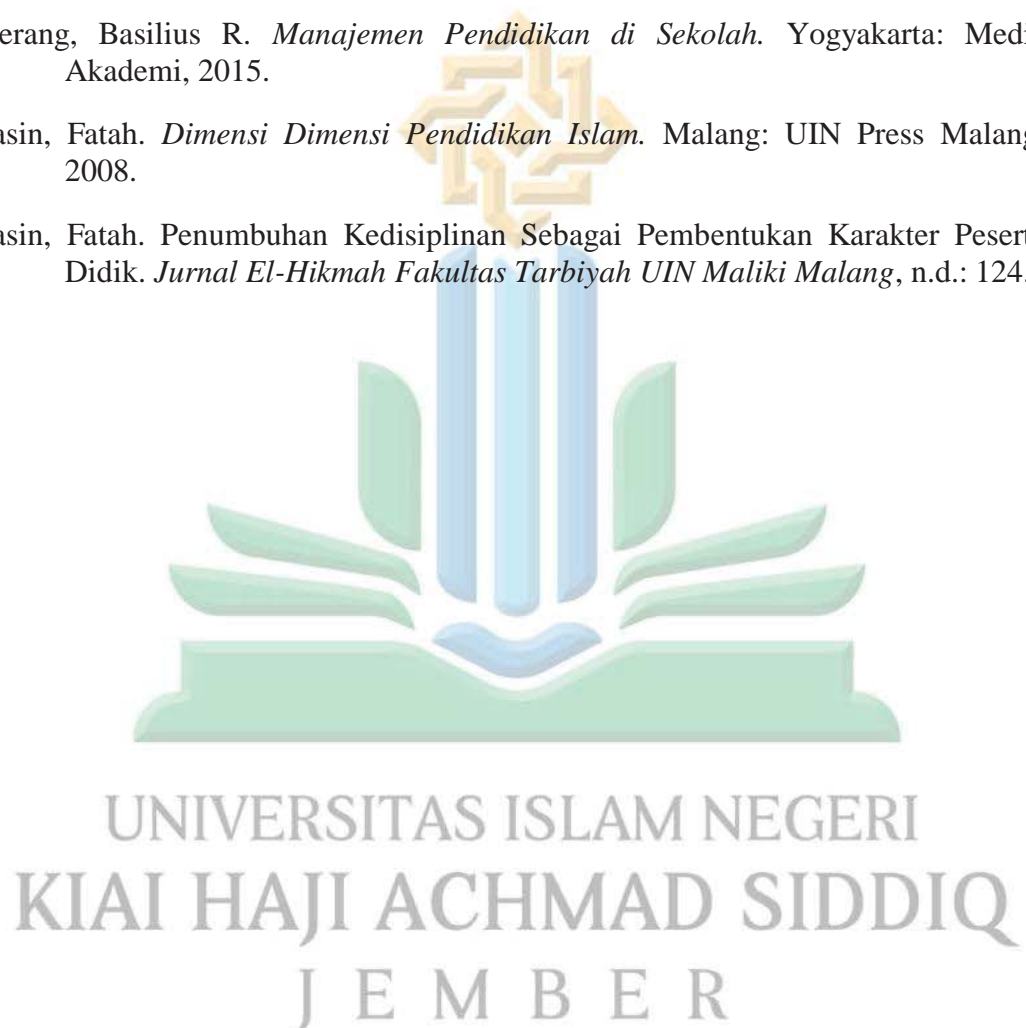 erang, Basilius R. Manajemen Pendidikan di Sekolah. Yogyakarta: Medi
Akademi, 2015.
asin, Fatah. Dimensi Dimensi Pendidikan Islam. Malang: UIN Press Malang
2008.
asin, Fatah. Penumbuhan Kedisiplinan Sebagai Pembentukan Karakter Pesert
Didik. Jurnal El-Hikmah Fakultas Tarbiyah UIN Maliki Malang, n.d.: 124.
UNIVERSITAS ISLAM NEGERI
KIAI HAJI ACHMAD SIDDIQ
JEMBER